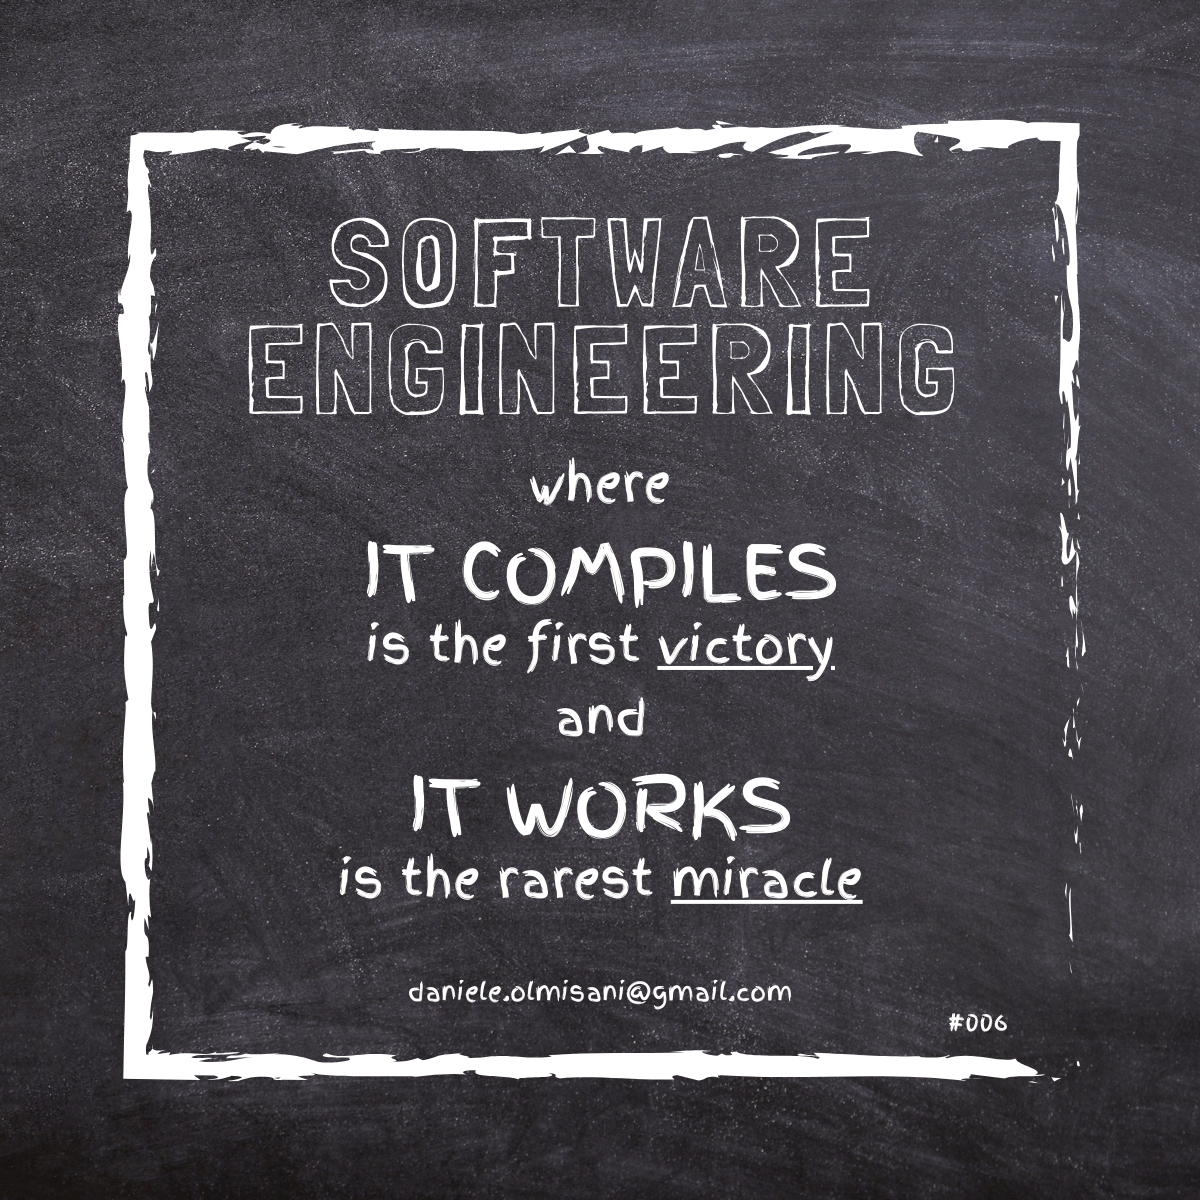 SOFTWARE
ENGINEERING
where
IT COMPILES
is the first victory
and
IT WORKS
is the rarest miracle
daniele.olmisani@gmail.com
#006